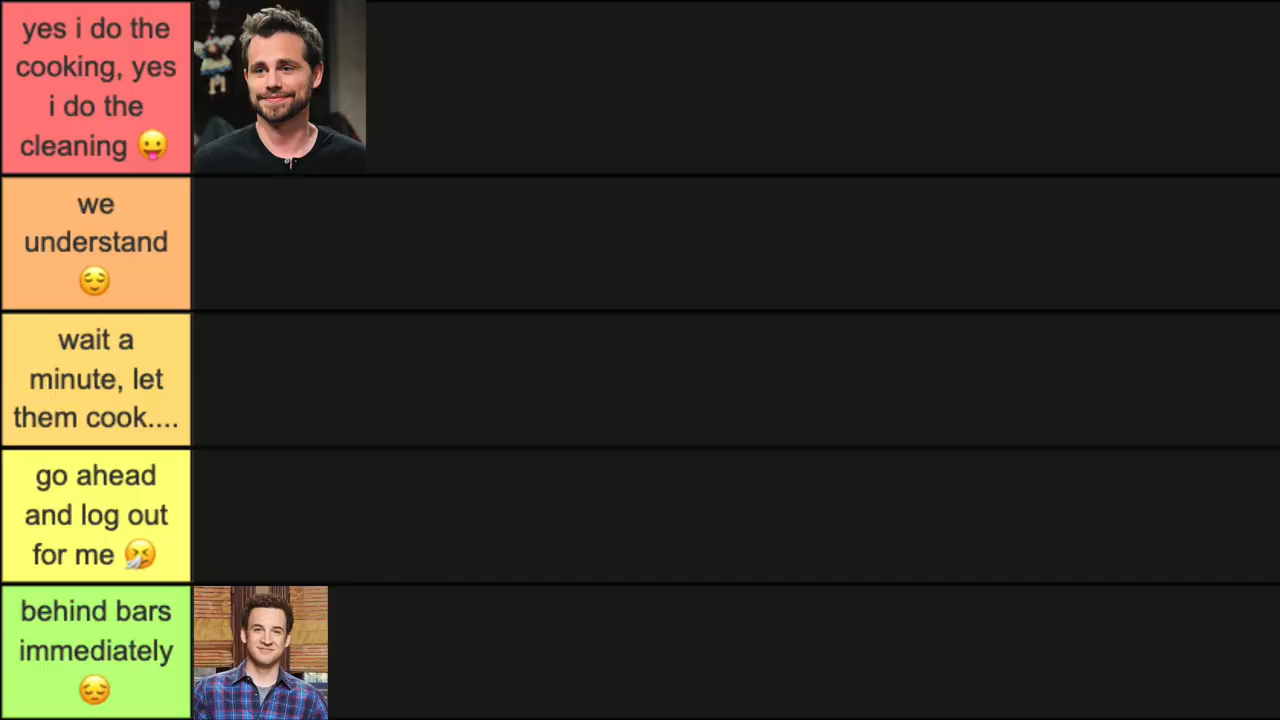 yes i do the
cooking, yes
i do the
cleaning 😛
we
understand
😌
wait a
minute, let
them cook....
go ahead
and log out
for me 🤧
behind bars
immediately
😔